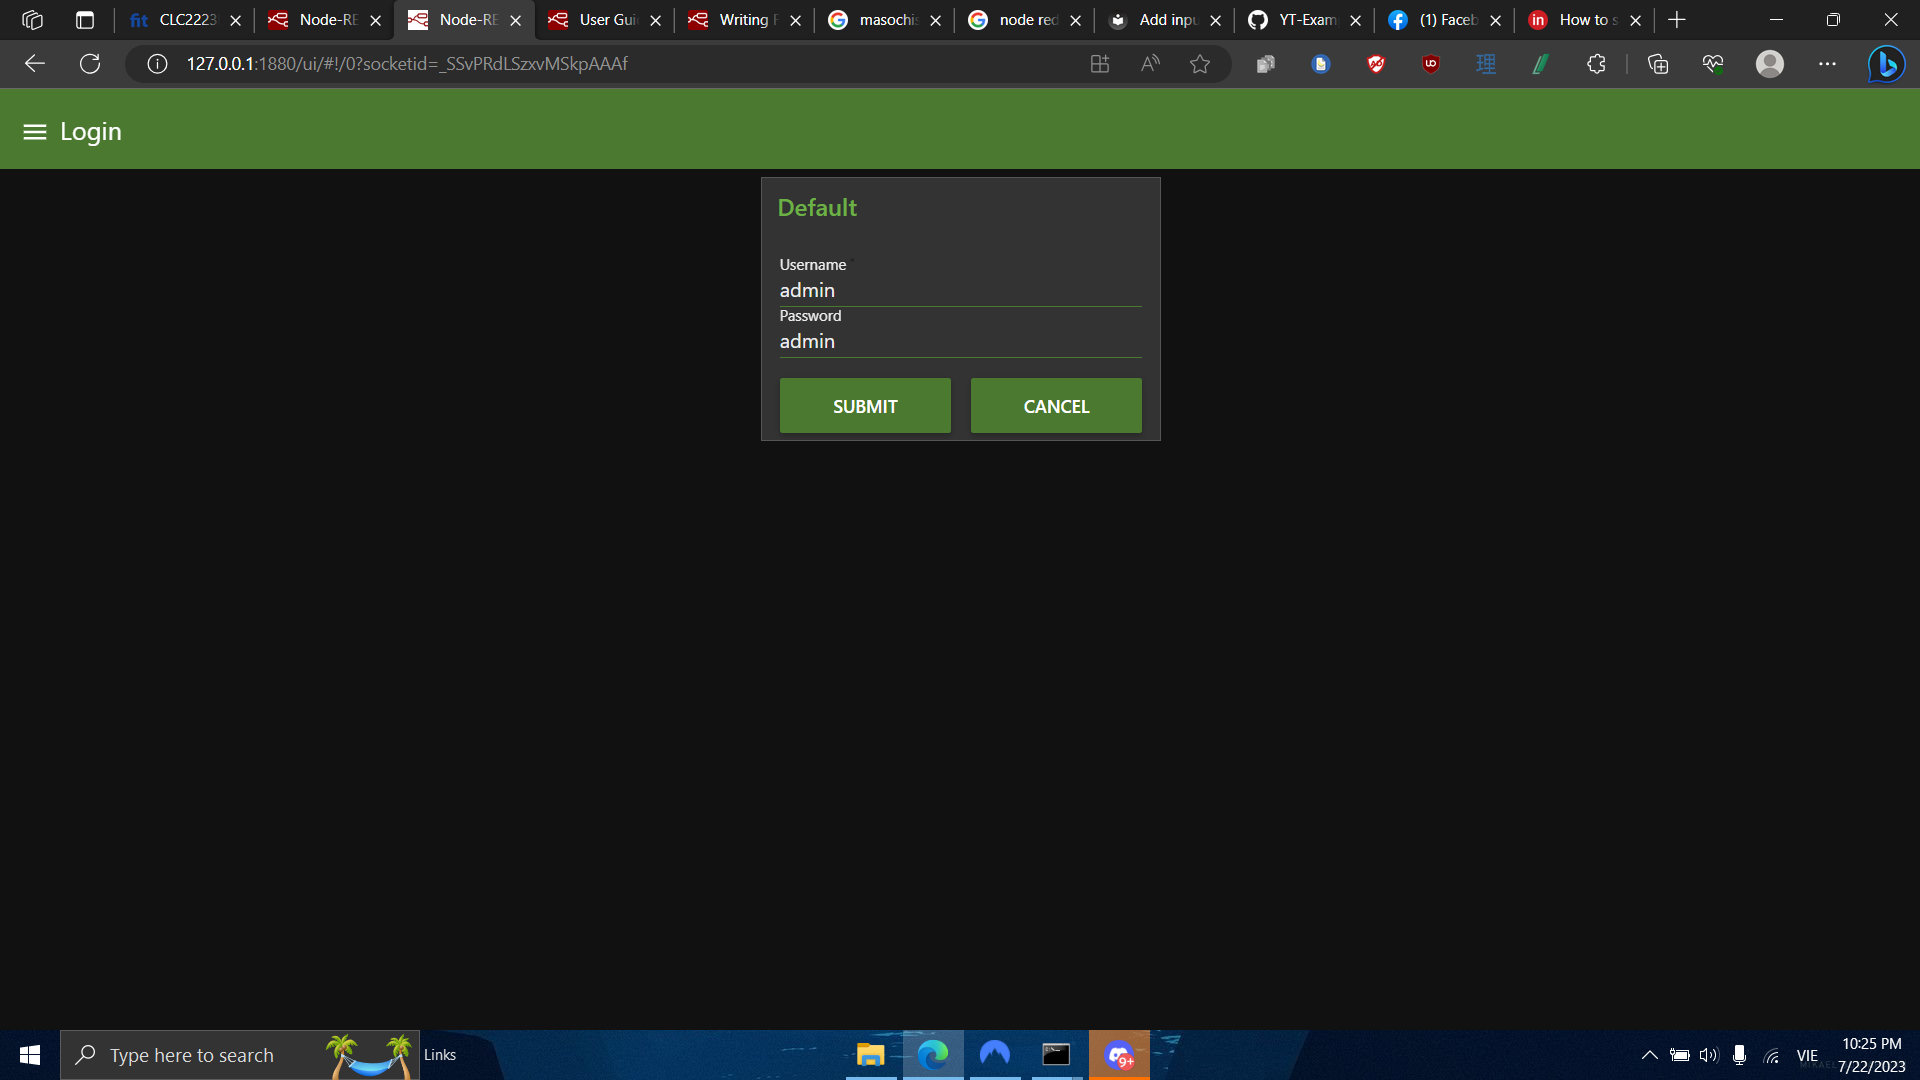 fit CLC2223 Node-RE Node-RE User Gui Writing F masochis node red Add inpu YT-Exam (1) Faceb in How to s
127.0.0.1:1880/ui/#!/0?socketid=_SSvPRdLSzxvMSkpAAAf
Login
Default
Username
admin
Password
admin
SUBMIT CANCEL
Type here to search Links 9+ VIE 10:25 PM
7/22/2023